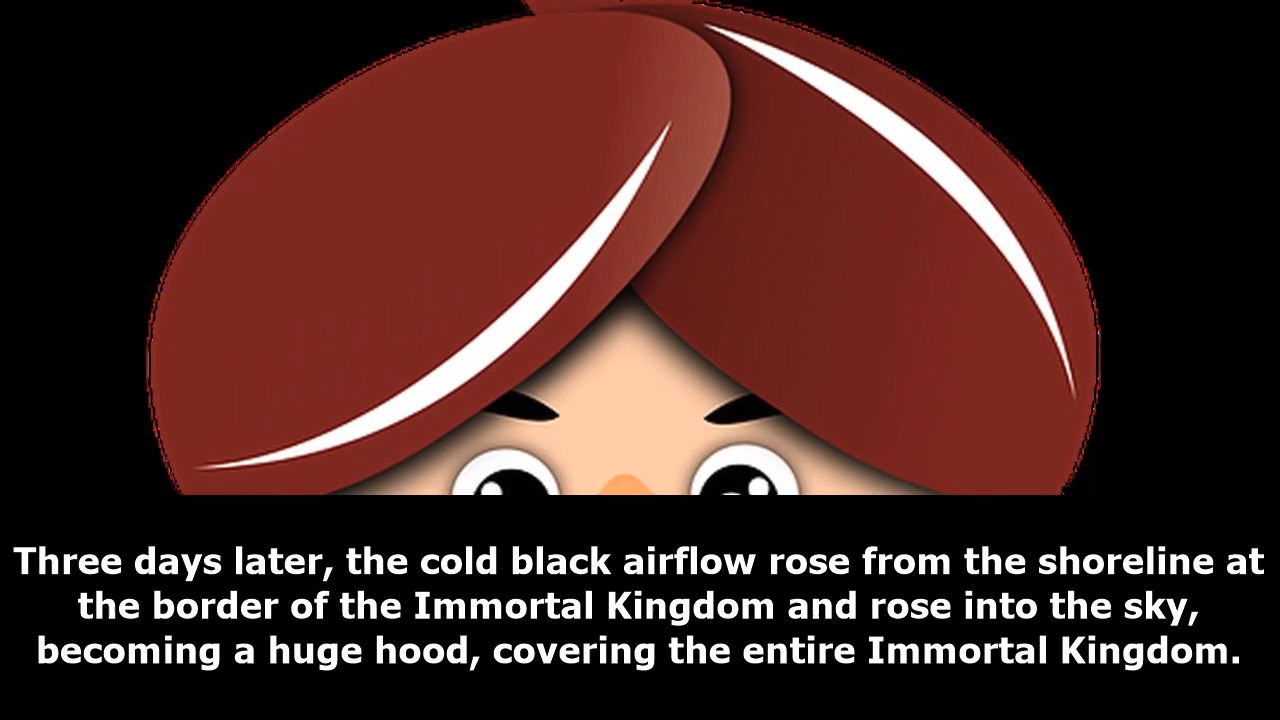 Three days later, the cold black airflow rose from the shoreline at
the border of the Immortal Kingdom and rose into the sky,
becoming a huge hood, covering the entire Immortal Kingdom.